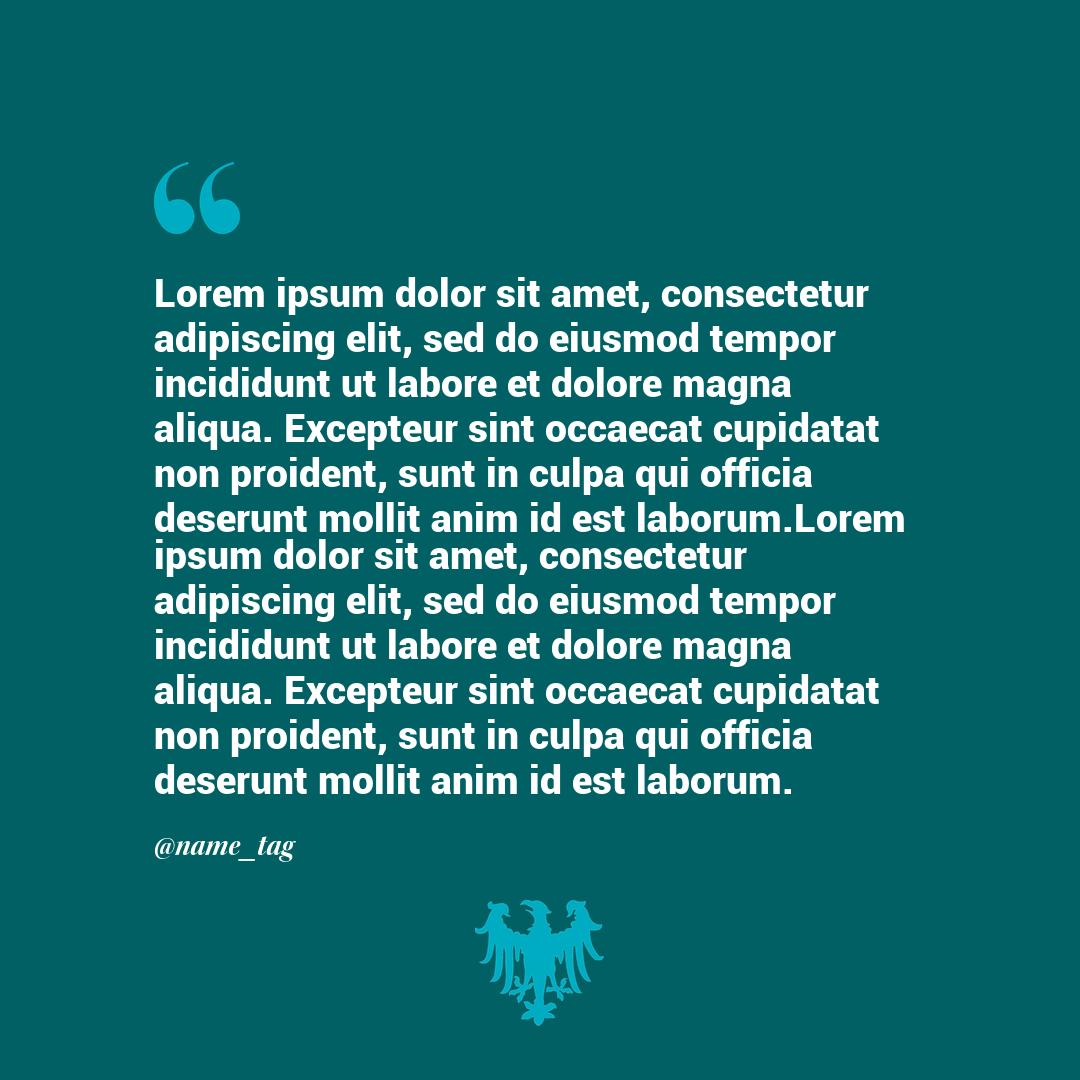 “
Lorem ipsum dolor sit amet, consectetur
adipiscing elit, sed do eiusmod tempor
incididunt ut labore et dolore magna
aliqua. Excepteur sint occaecat cupidatat
non proident, sunt in culpa qui officia
deserunt mollit anim id est laborum.Lorem
ipsum dolor sit amet, consectetur
adipiscing elit, sed do eiusmod tempor
incididunt ut labore et dolore magna
aliqua. Excepteur sint occaecat cupidatat
non proident, sunt in culpa qui officia
deserunt mollit anim id est laborum.
@name_tag